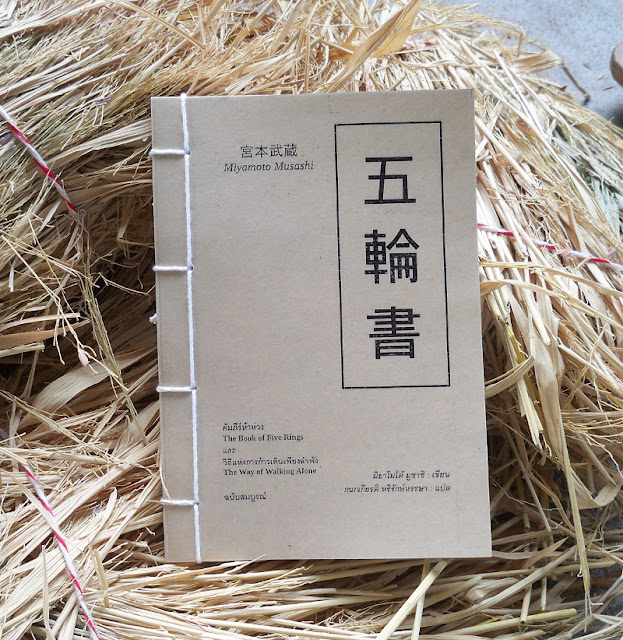 宮本武蔵
Miyamoto Musashi
五輪書
คัมภีร์ห้าห่วง
The Book of Five Rings
และ
วิถีแห่งการก้าวเดินเพียงลำพัง
The Way of Walking Alone
ฉบับสมบูรณ์
มิยาโมโต้ มูซาชิ : เขียน
: แปล